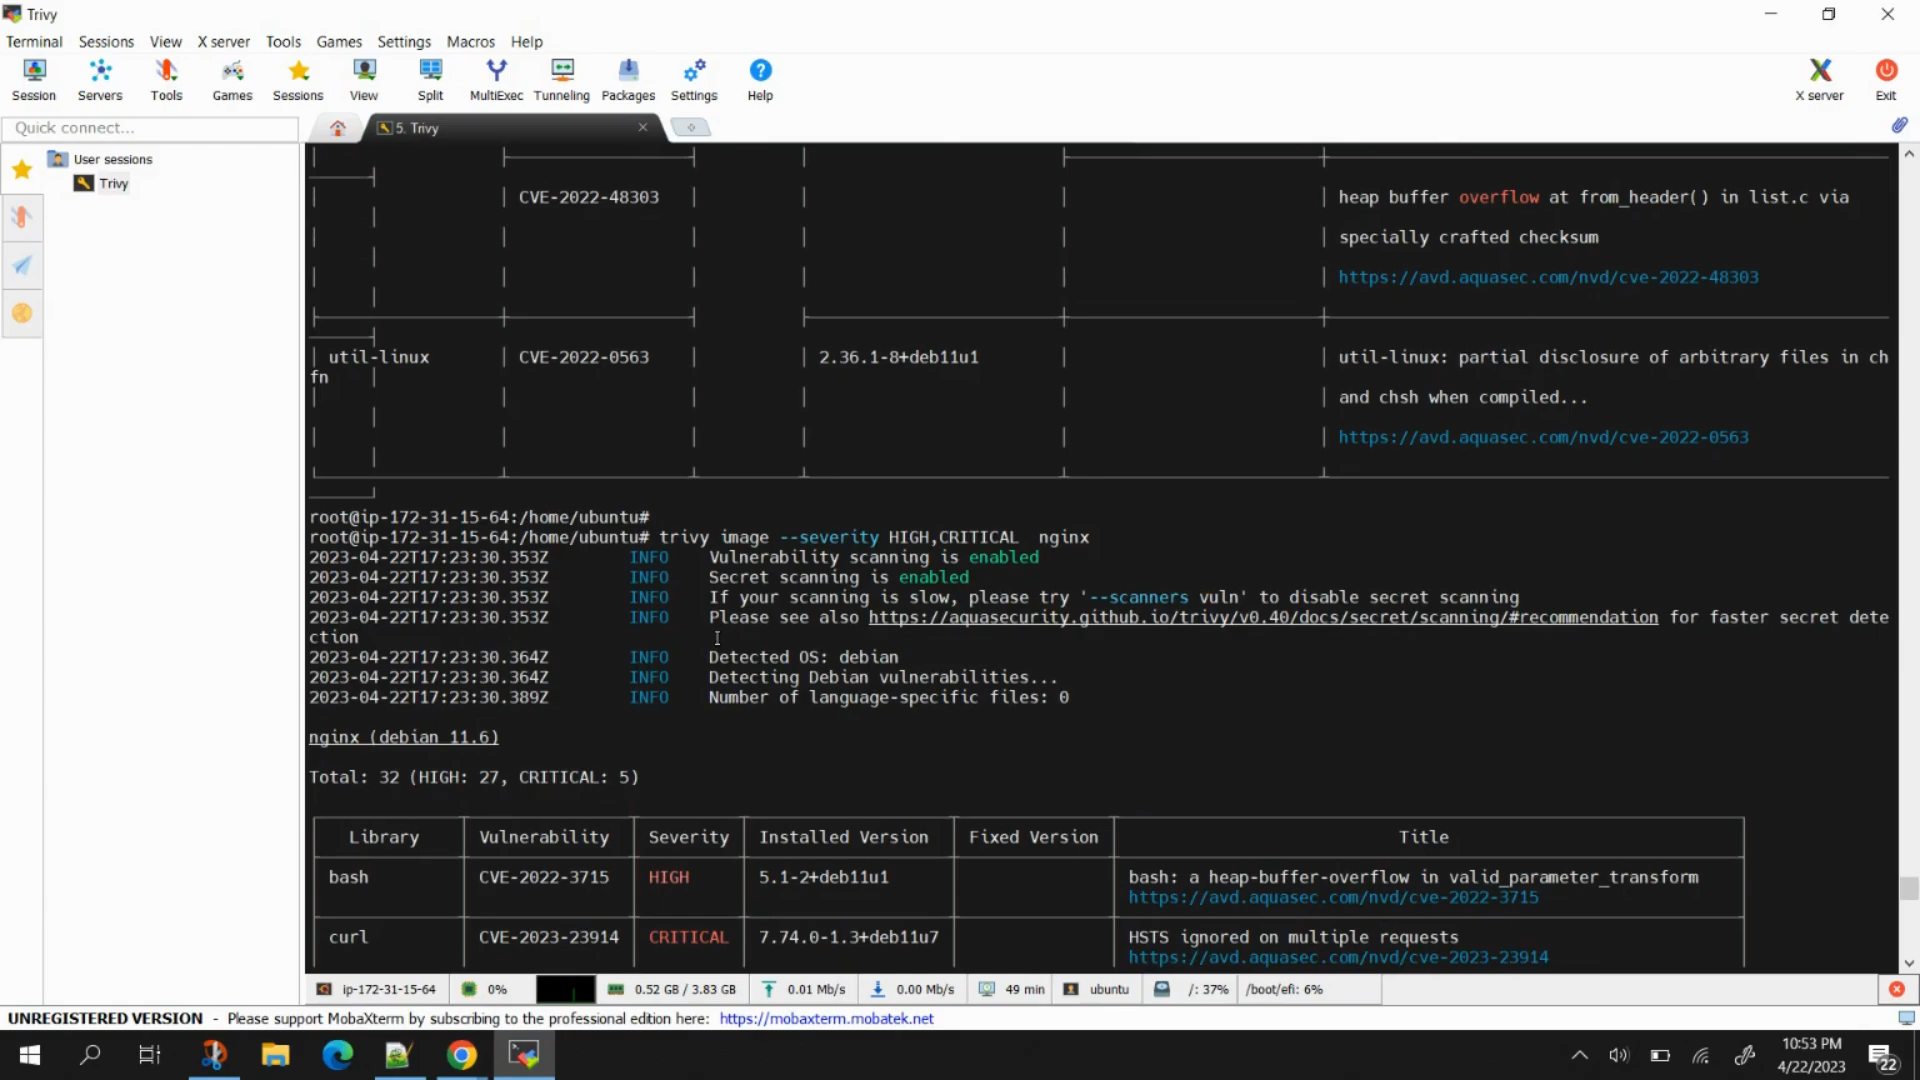 Trivy
Terminal Sessions View X server Tools Games Settings Macros Help
Session Servers Tools Games Sessions View Split MultiExec Tunneling Packages Settings Help X server Exit
Quick connect...
5. Trivy
User sessions
Trivy
CVE-2022-48303 heap buffer overflow at from_header() in list.c via
specially crafted checksum
https://avd.aquasec.com/nvd/cve-2022-48303
util-linux CVE-2022-0563 2.36.1-8+deb11u1 util-linux: partial disclosure of arbitrary files in ch
fn
and chsh when compiled...
https://avd.aquasec.com/nvd/cve-2022-0563
root@ip-172-31-15-64:/home/ubuntu#
root@ip-172-31-15-64:/home/ubuntu# trivy image --severity HIGH,CRITICAL  nginx
2023-04-22T17:23:30.353Z INFO Vulnerability scanning is enabled
2023-04-22T17:23:30.353Z INFO Secret scanning is enabled
2023-04-22T17:23:30.353Z INFO If your scanning is slow, please try '--scanners vuln' to disable secret scanning
2023-04-22T17:23:30.353Z INFO Please see also https://aquasecurity.github.io/trivy/v0.40/docs/secret/scanning/#recommendation for faster secret dete
ction
2023-04-22T17:23:30.364Z INFO Detected OS: debian
2023-04-22T17:23:30.364Z INFO Detecting Debian vulnerabilities...
2023-04-22T17:23:30.389Z INFO Number of language-specific files: 0
nginx (debian 11.6)
Total: 32 (HIGH: 27, CRITICAL: 5)
Library Vulnerability Severity Installed Version Fixed Version Title
bash CVE-2022-3715 HIGH 5.1-2+deb11u1 bash: a heap-buffer-overflow in valid_parameter_transform
https://avd.aquasec.com/nvd/cve-2022-3715
curl CVE-2023-23914 CRITICAL 7.74.0-1.3+deb11u7 HSTS ignored on multiple requests
https://avd.aquasec.com/nvd/cve-2023-23914
ip-172-31-15-64 0% 0.52 GB / 3.83 GB 0.01 Mb/s 0.00 Mb/s 49 min ubuntu /: 37% /boot/efi: 6%
UNREGISTERED VERSION - Please support MobaXterm by subscribing to the professional edition here: https://mobaxterm.mobatek.net
10:53 PM
4/22/2023
22